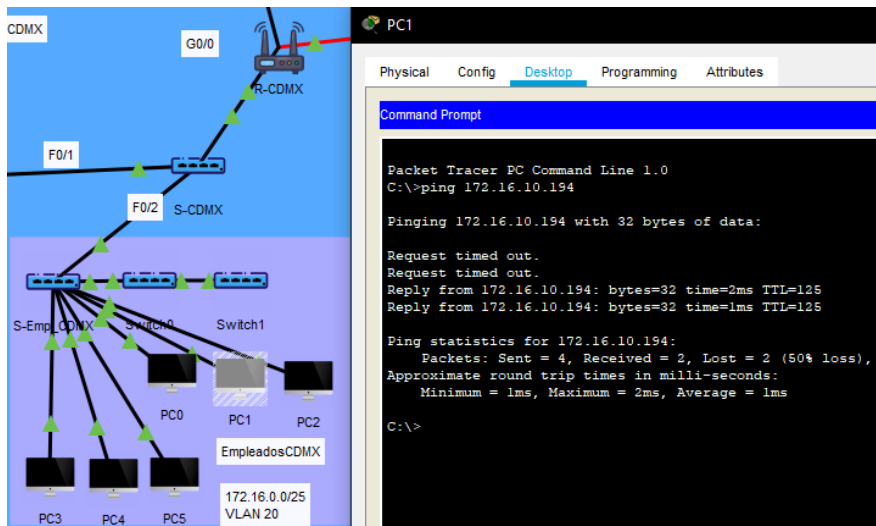 CDMX
G0/0
R-CDMX
F0/1
F0/2
S-CDMX
S-Emp_CDMX
Switch0
Switch1
PC0
PC1
PC2
EmpleadosCDMX
172.16.0.0/25
VLAN 20
PC3
PC4
PC5
PC1
Physical
Config
Desktop
Programming
Attributes
Command Prompt
Packet Tracer PC Command Line 1.0
C:\>ping 172.16.10.194
Pinging 172.16.10.194 with 32 bytes of data:
Request timed out.
Request timed out.
Reply from 172.16.10.194: bytes=32 time=2ms TTL=125
Reply from 172.16.10.194: bytes=32 time=1ms TTL=125
Ping statistics for 172.16.10.194:
Packets: Sent = 4, Received = 2, Lost = 2 (50% loss),
Approximate round trip times in milli-seconds:
Minimum = 1ms, Maximum = 2ms, Average = 1ms
C:\>